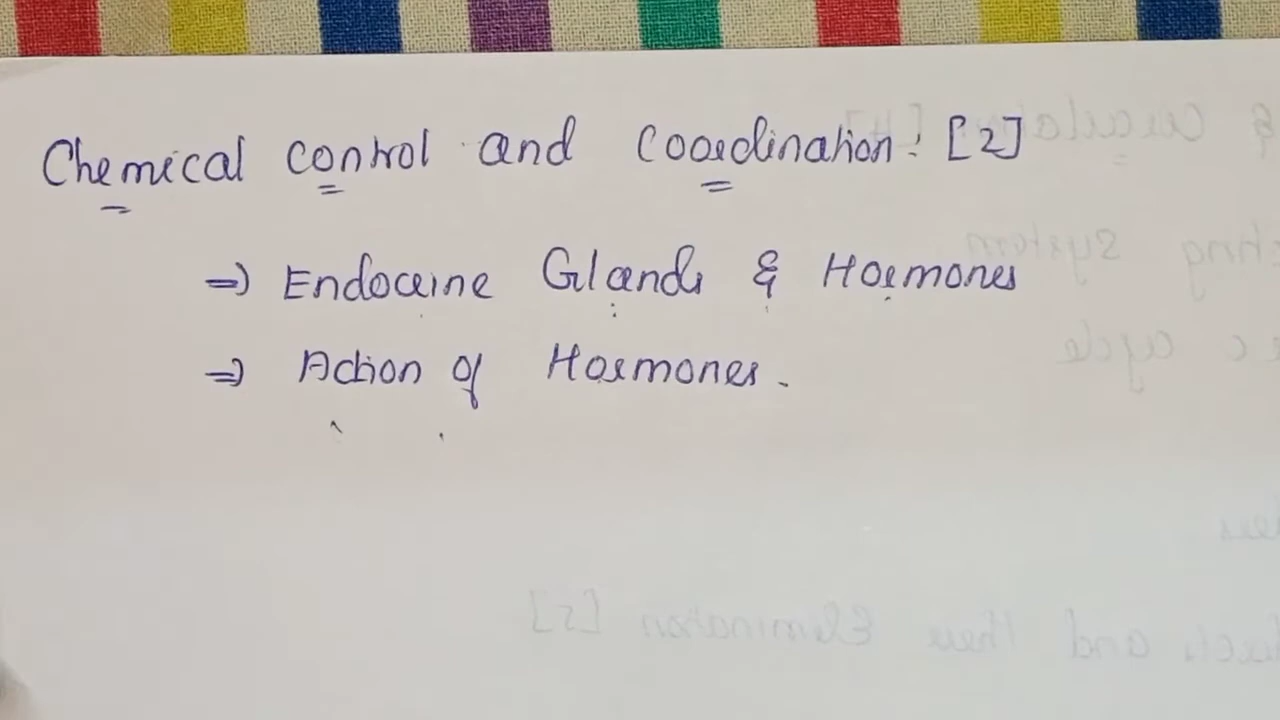 Chemical control and Coordination: [2]
⇒ Endocrine Glands & Hormones
⇒ Action of Hormones.